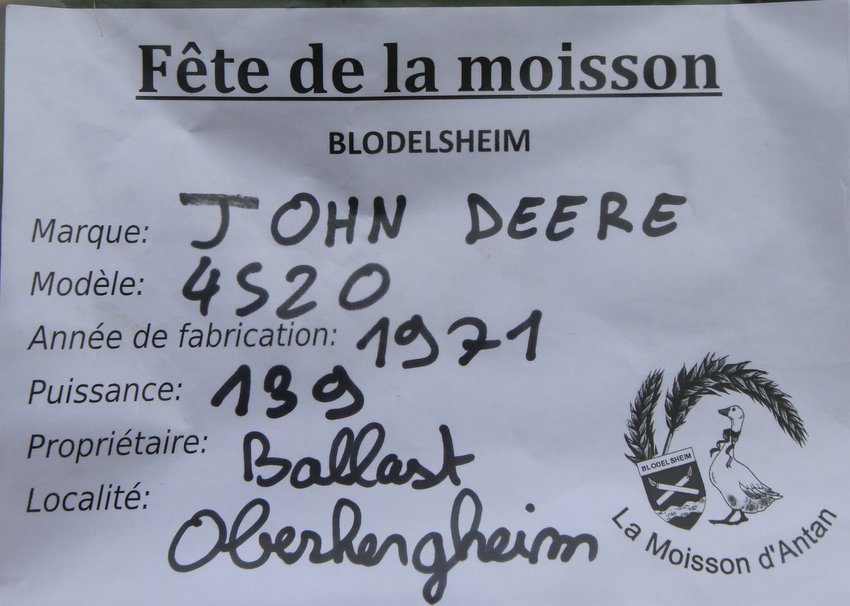 Fête de la moisson
BLODELSHEIM
Marque: JOHN DEERE
Modèle: 4520
Année de fabrication: 1971
Puissance: 139
Propriétaire: Ballast
Localité: Oberhergheim
BLODELSHEIM
La Moisson d'Antan